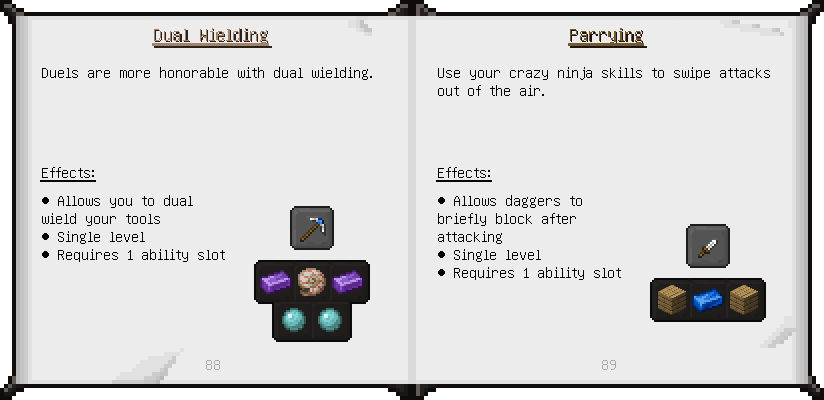 Dual Wielding
Duels are more honorable with dual wielding.
Effects:
• Allows you to dual
wield your tools
• Single level
• Requires 1 ability slot
88
Parrying
Use your crazy ninja skills to swipe attacks
out of the air.
Effects:
• Allows daggers to
briefly block after
attacking
• Single level
• Requires 1 ability slot
89